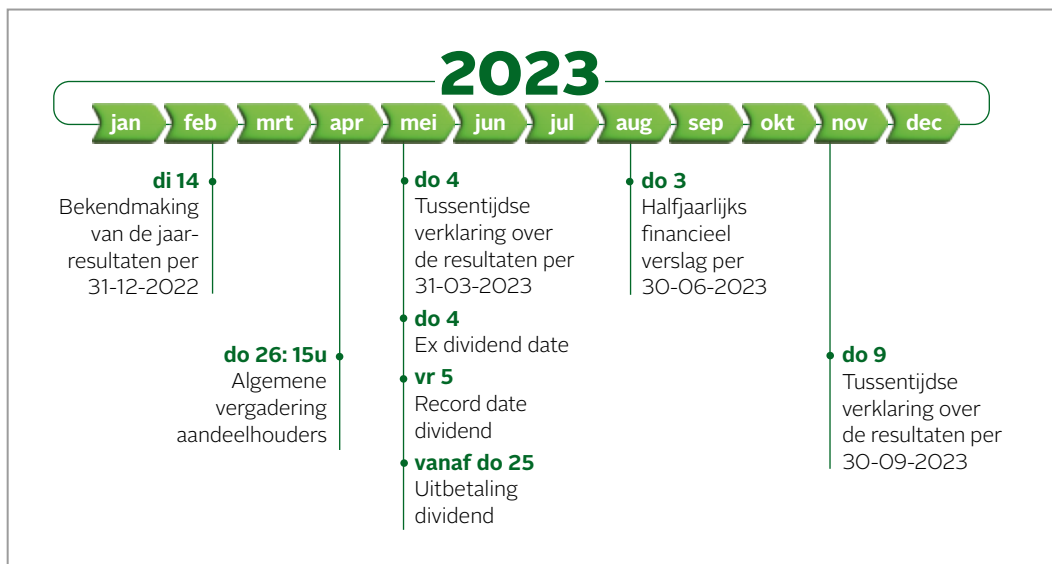 2023
jan feb mrt apr mei jun jul aug sep okt nov dec
di 14
Bekendmaking
van de jaar-
resultaten per
31-12-2022
do 26: 15u
Algemene
vergadering
aandeelhouders
do 4
Tussentijdse
verklaring over
de resultaten per
31-03-2023
do 4
Ex dividend date
vr 5
Record date
dividend
vanaf do 25
Uitbetaling
dividend
do 3
Halfjaarlijks
financieel
verslag per
30-06-2023
do 9
Tussentijdse
verklaring over
de resultaten per
30-09-2023